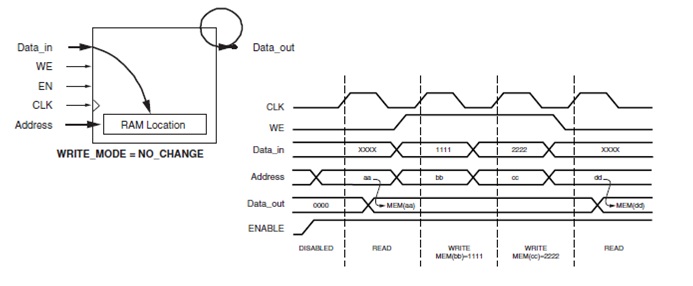 Data_in
Data_out
WE
EN
CLK
Address
RAM Location
WRITE_MODE = NO_CHANGE
CLK
WE
Data_in XXXX 1111 2222 XXXX
Address aa bb cc dd
Data_out 0000 MEM(aa) MEM(dd)
ENABLE
DISABLED READ WRITE WRITE READ
MEM(bb)=1111 MEM(cc)=2222